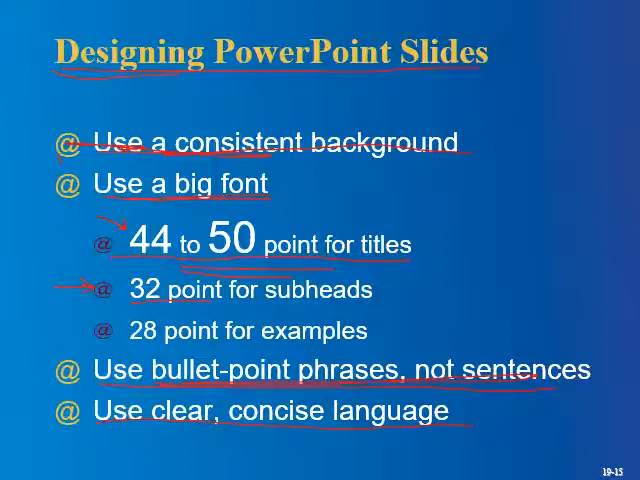 Designing PowerPoint Slides
@ Use a consistent background
@ Use a big font
@ 44 to 50 point for titles
@ 32 point for subheads
@ 28 point for examples
@ Use bullet-point phrases, not sentences
@ Use clear, concise language
19-15